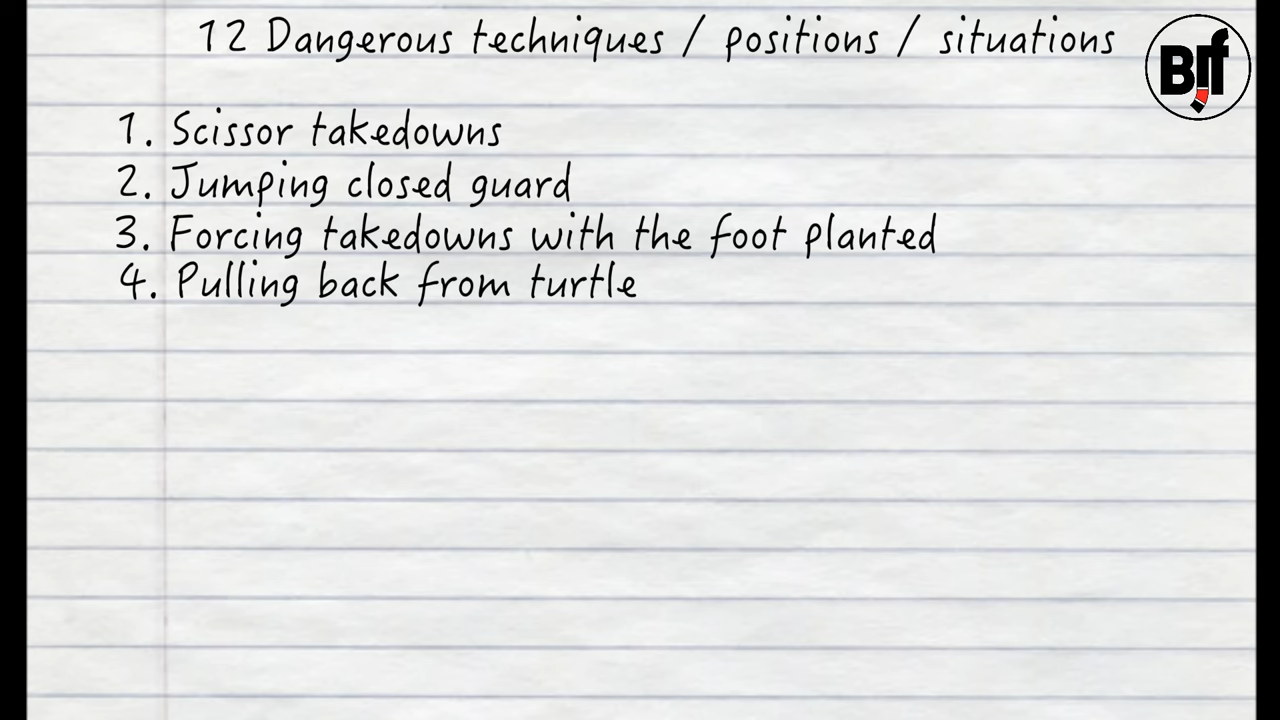 12 Dangerous techniques / positions / situations
BJJf
1. Scissor takedowns
2. Jumping closed guard
3. Forcing takedowns with the foot planted
4. Pulling back from turtle